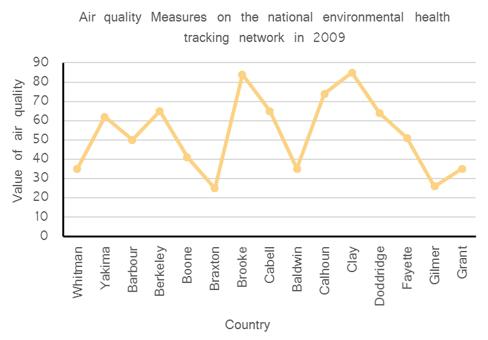 Air quality Measures on the national environmental health
tracking network in 2009
Value of air quality
90
80
70
60
50
40
30
20
10
0
Whitman
Yakima
Barbour
Berkeley
Boone
Braxton
Brooke
Cabell
Baldwin
Calhoun
Clay
Doddridge
Fayette
Gilmer
Grant
Country